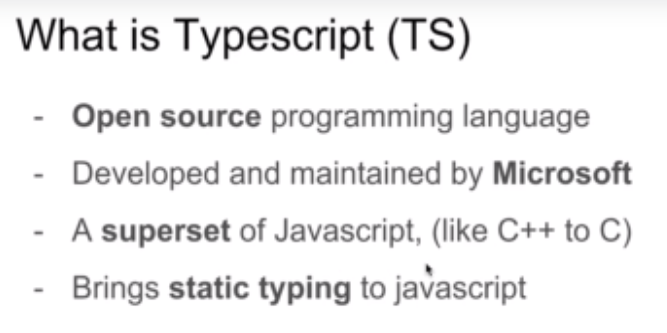 What is Typescript (TS)
- Open source programming language
- Developed and maintained by Microsoft
- A superset of Javascript, (like C++ to C)
- Brings static typing to javascript